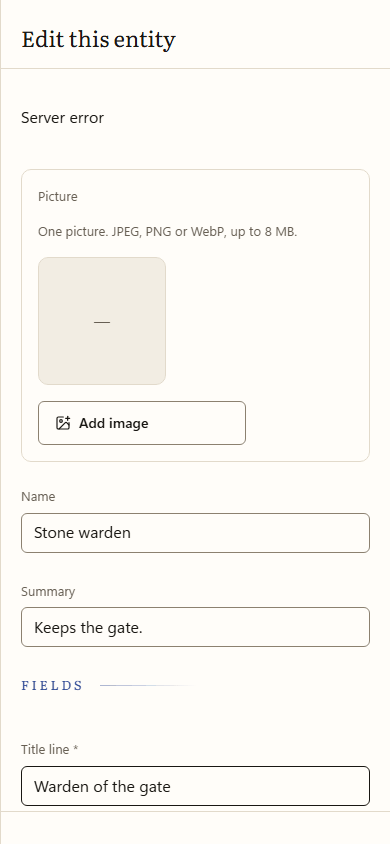 Edit this entity
Server error
Picture
One picture. JPEG, PNG or WebP, up to 8 MB.
—
Add image
Name
Stone warden
Summary
Keeps the gate.
FIELDS
Title line *
Warden of the gate